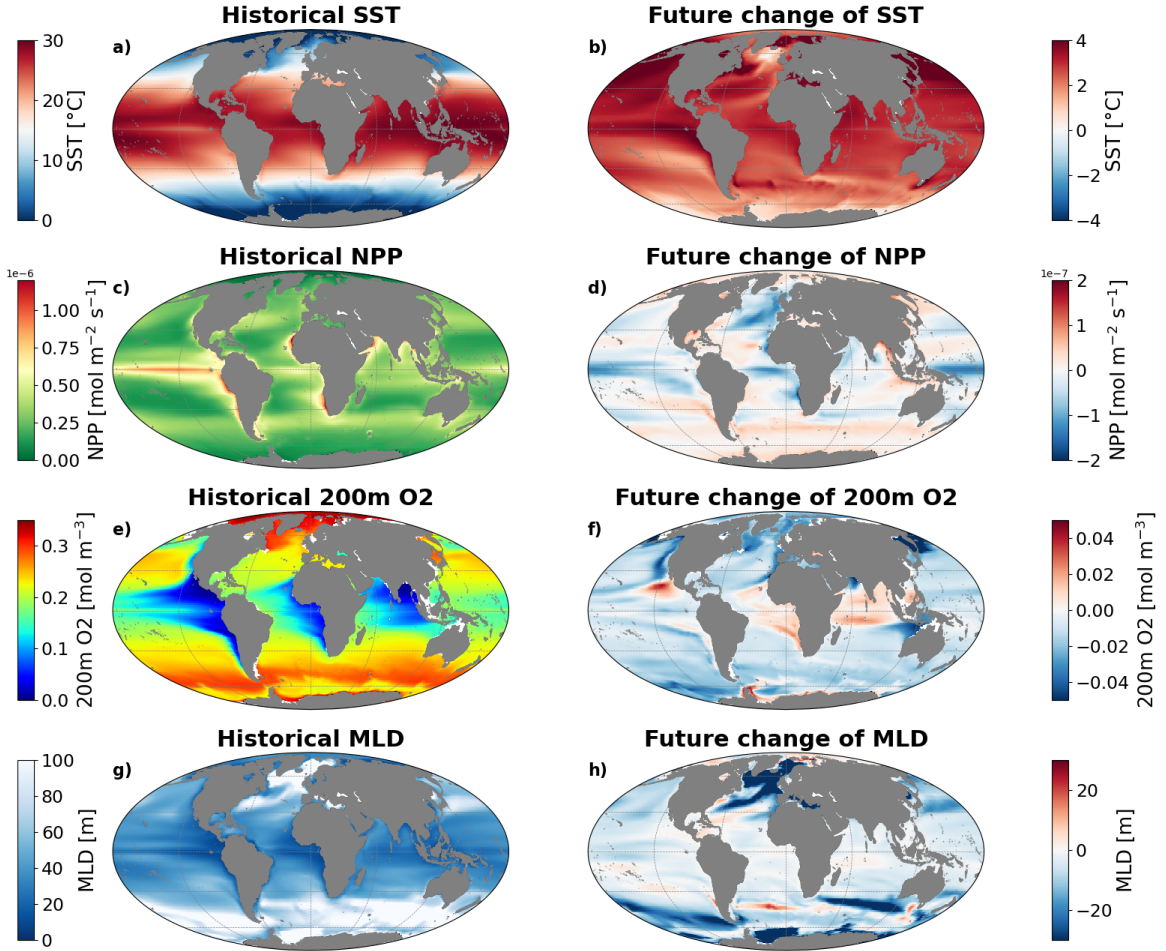 Historical SST
Future change of SST
a)
b)
30
20
10
0
SST [°C]
4
2
0
−2
−4
SST [°C]
Historical NPP
Future change of NPP
1e−6
1e−7
c)
d)
1.00
0.75
0.50
0.25
0.00
NPP [mol m−2 s−1]
2
1
0
−1
−2
NPP [mol m−2 s−1]
Historical 200m O2
Future change of 200m O2
e)
f)
0.3
0.2
0.1
0.0
200m O2 [mol m−3]
0.04
0.02
0.00
−0.02
−0.04
200m O2 [mol m−3]
Historical MLD
Future change of MLD
g)
h)
100
80
60
40
20
0
MLD [m]
20
0
−20
MLD [m]